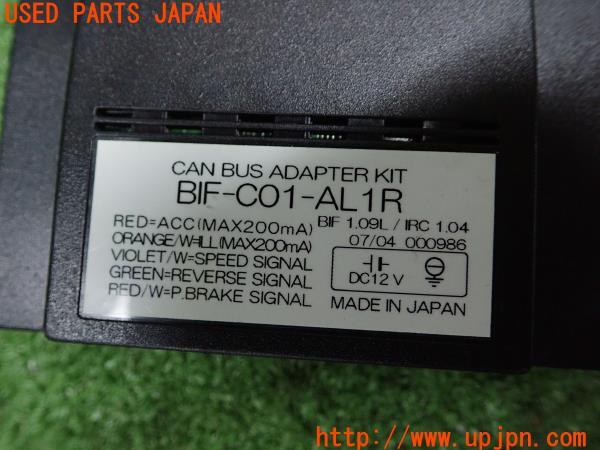 USED PARTS JAPAN
CAN BUS ADAPTER KIT
BIF-C01-AL1R
RED=ACC(MAX200mA)
BIF 1.09L / IRC 1.04
ORANGE/W=ILL(MAX200mA)
07/04 000986
VIOLET/W=SPEED SIGNAL
GREEN=REVERSE SIGNAL
DC12V
RED/W=P.BRAKE SIGNAL
MADE IN JAPAN
http://www.upjpn.com/